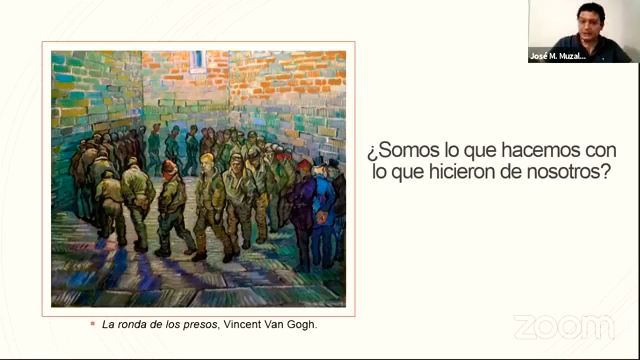 José M. Muzal...
¿Somos lo que hacemos con
lo que hicieron de nosotros?
La ronda de los presos, Vincent Van Gogh.
zoom